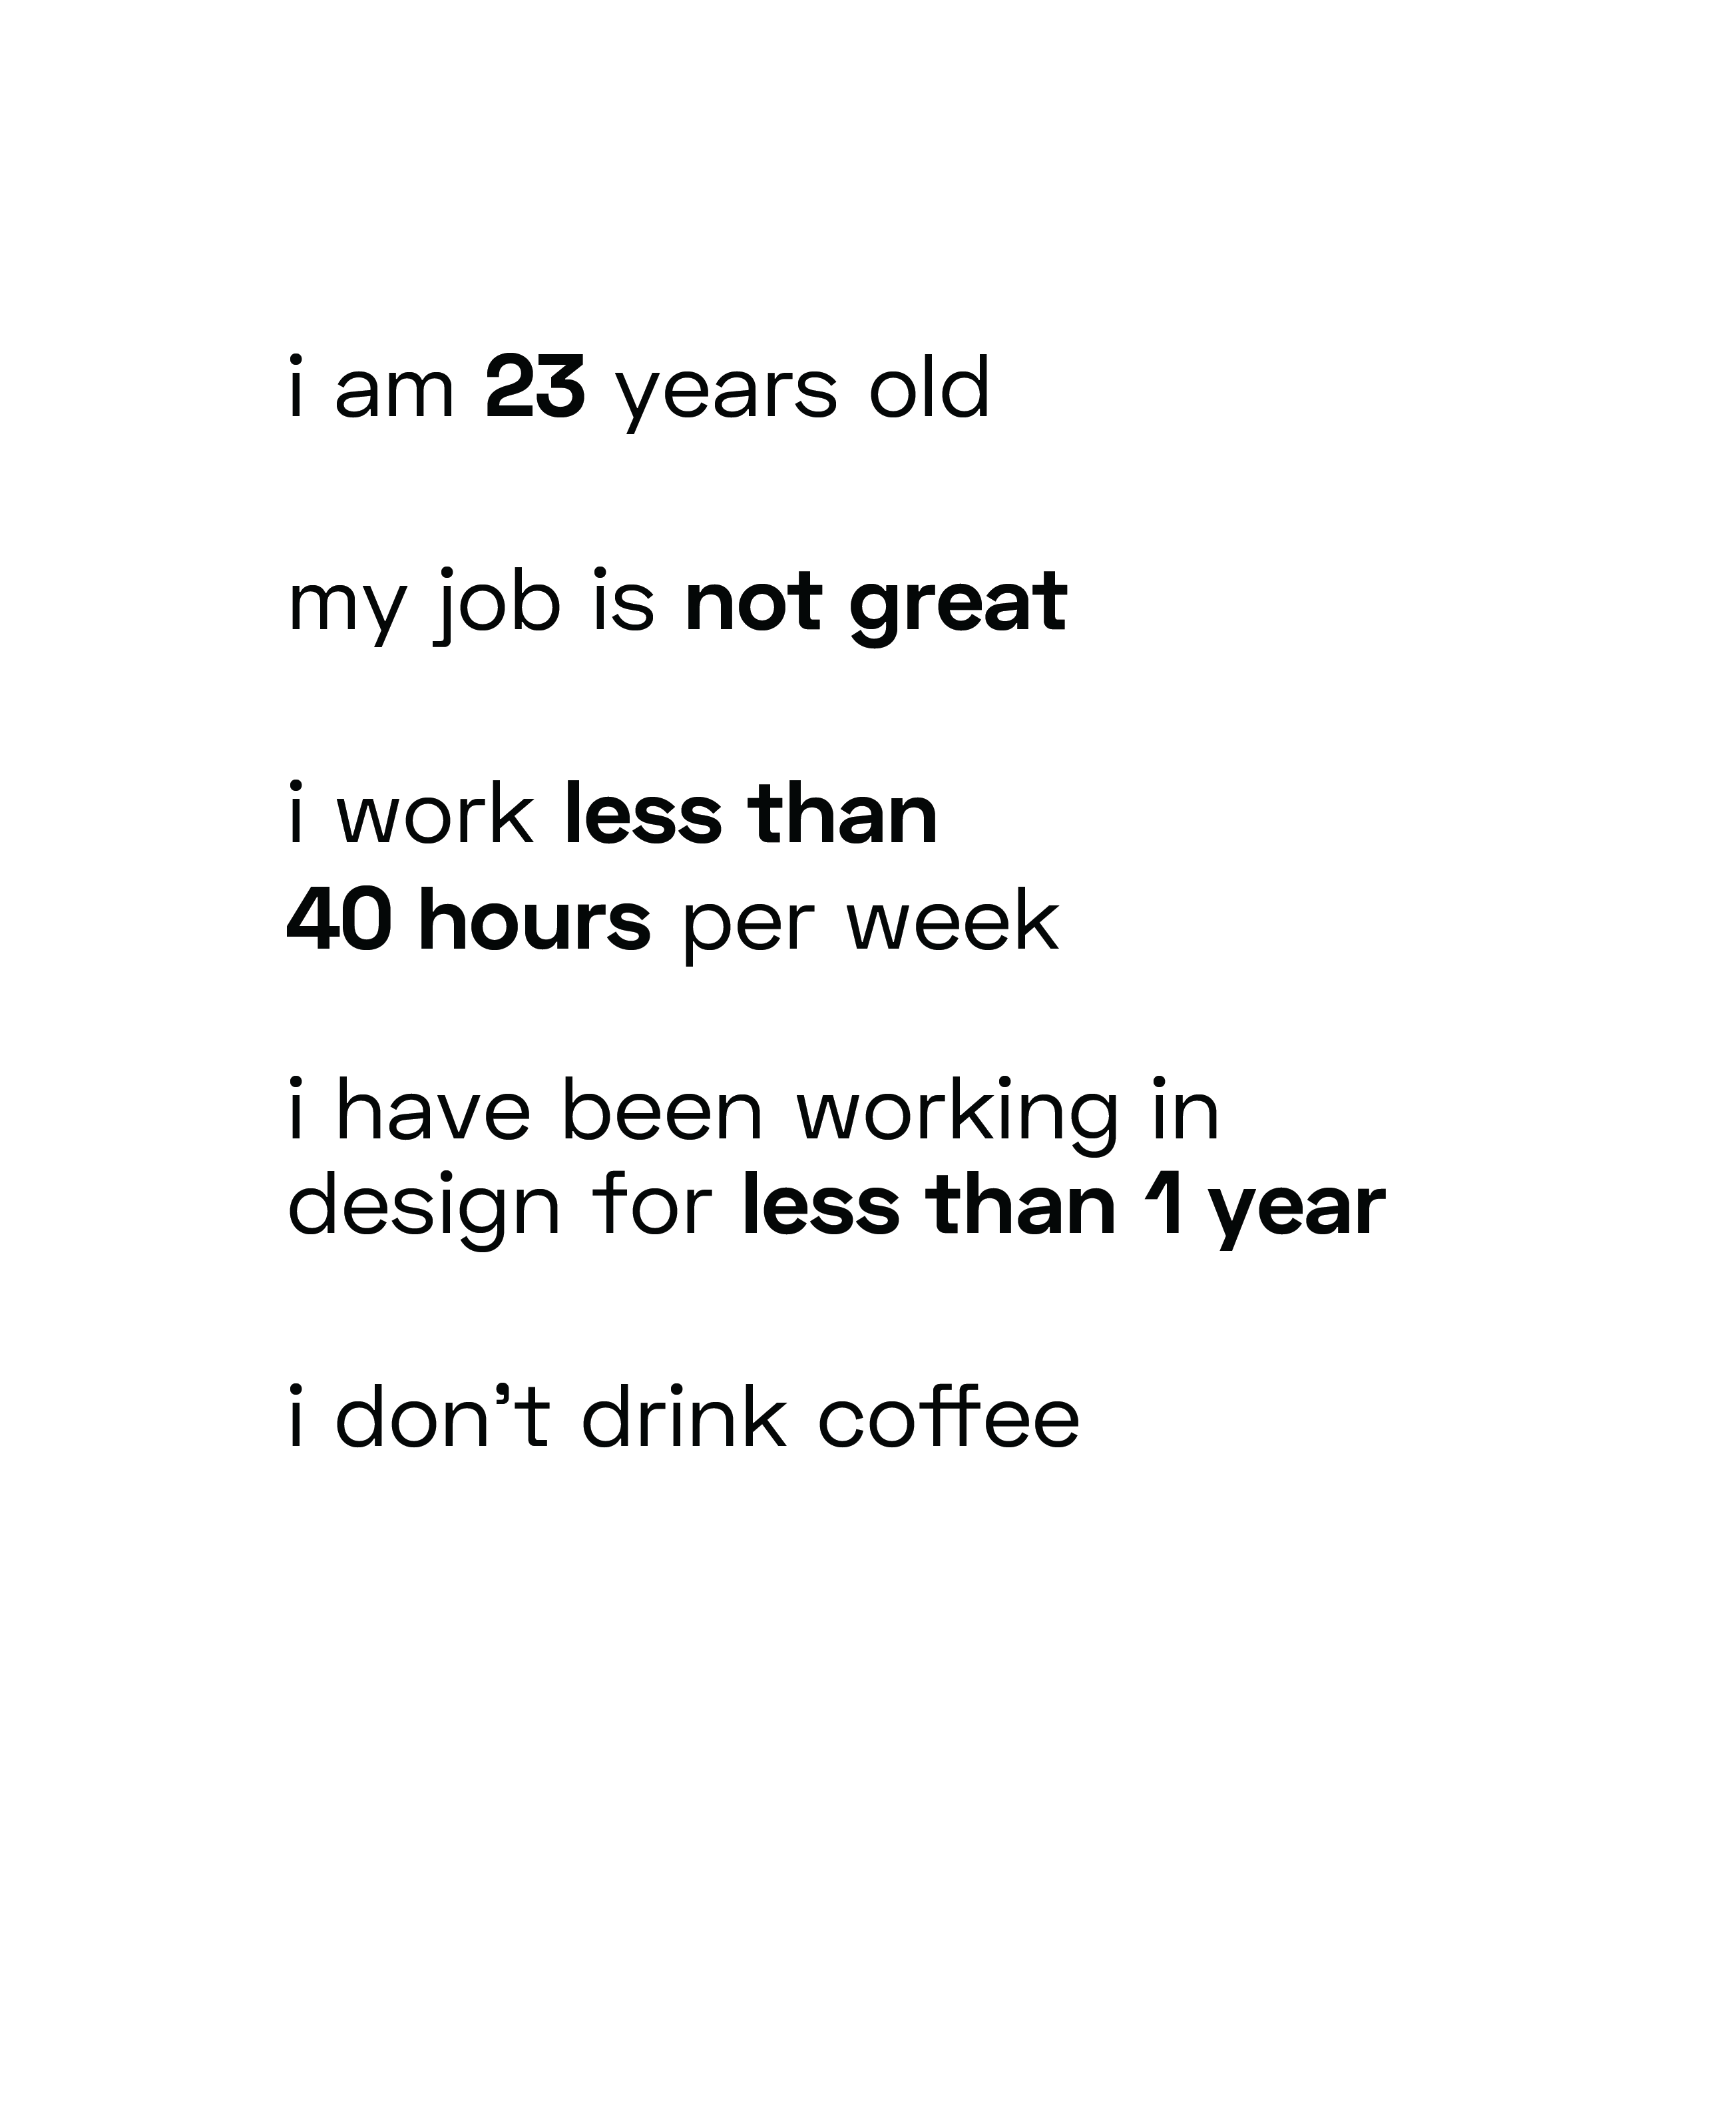 i am 23 years old
my job is not great
i work less than
40 hours per week
i have been working in
design for less than 1 year
i don’t drink coffee